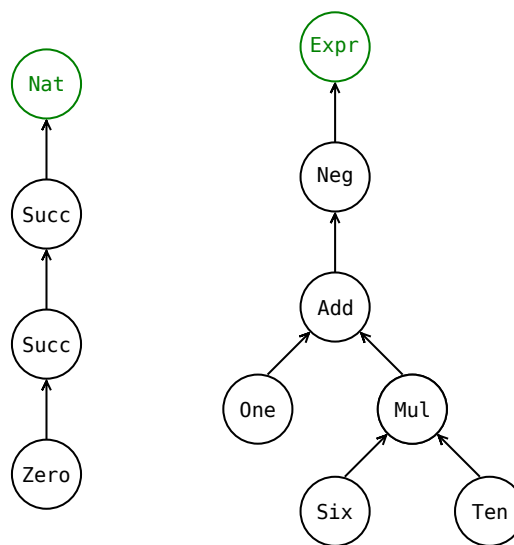 Nat
Succ
Succ
Zero
Expr
Neg
Add
One
Mul
Six
Ten